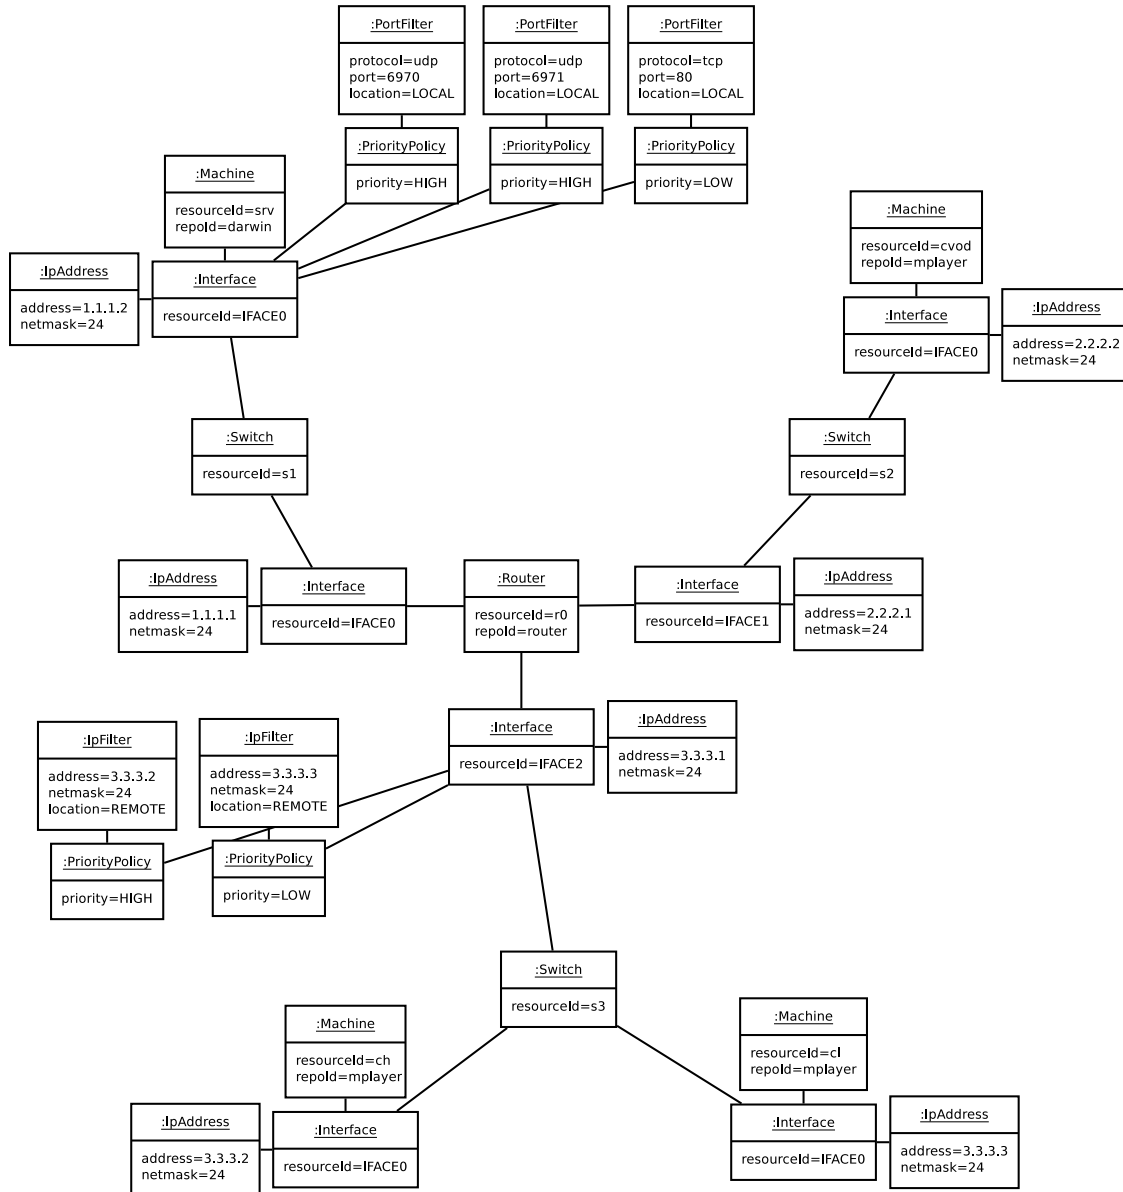 :PortFilter
protocol=udp
port=6970
location=LOCAL
:PortFilter
protocol=udp
port=6971
location=LOCAL
:PortFilter
protocol=tcp
port=80
location=LOCAL
:PriorityPolicy
priority=HIGH
:PriorityPolicy
priority=HIGH
:PriorityPolicy
priority=LOW
:Machine
resourceId=srv
repoId=darwin
:IpAddress
address=1.1.1.2
netmask=24
:Interface
resourceId=IFACE0
:Machine
resourceId=cvod
repoId=mplayer
:Interface
resourceId=IFACE0
:IpAddress
address=2.2.2.2
netmask=24
:Switch
resourceId=s1
:Switch
resourceId=s2
:IpAddress
address=1.1.1.1
netmask=24
:Interface
resourceId=IFACE0
:Router
resourceId=r0
repoId=router
:Interface
resourceId=IFACE1
:IpAddress
address=2.2.2.1
netmask=24
:IpFilter
address=3.3.3.2
netmask=24
location=REMOTE
:IpFilter
address=3.3.3.3
netmask=24
location=REMOTE
:Interface
resourceId=IFACE2
:IpAddress
address=3.3.3.1
netmask=24
:PriorityPolicy
priority=HIGH
:PriorityPolicy
priority=LOW
:Switch
resourceId=s3
:Machine
resourceId=ch
repoId=mplayer
:Machine
resourceId=cl
repoId=mplayer
:IpAddress
address=3.3.3.2
netmask=24
:Interface
resourceId=IFACE0
:Interface
resourceId=IFACE0
:IpAddress
address=3.3.3.3
netmask=24